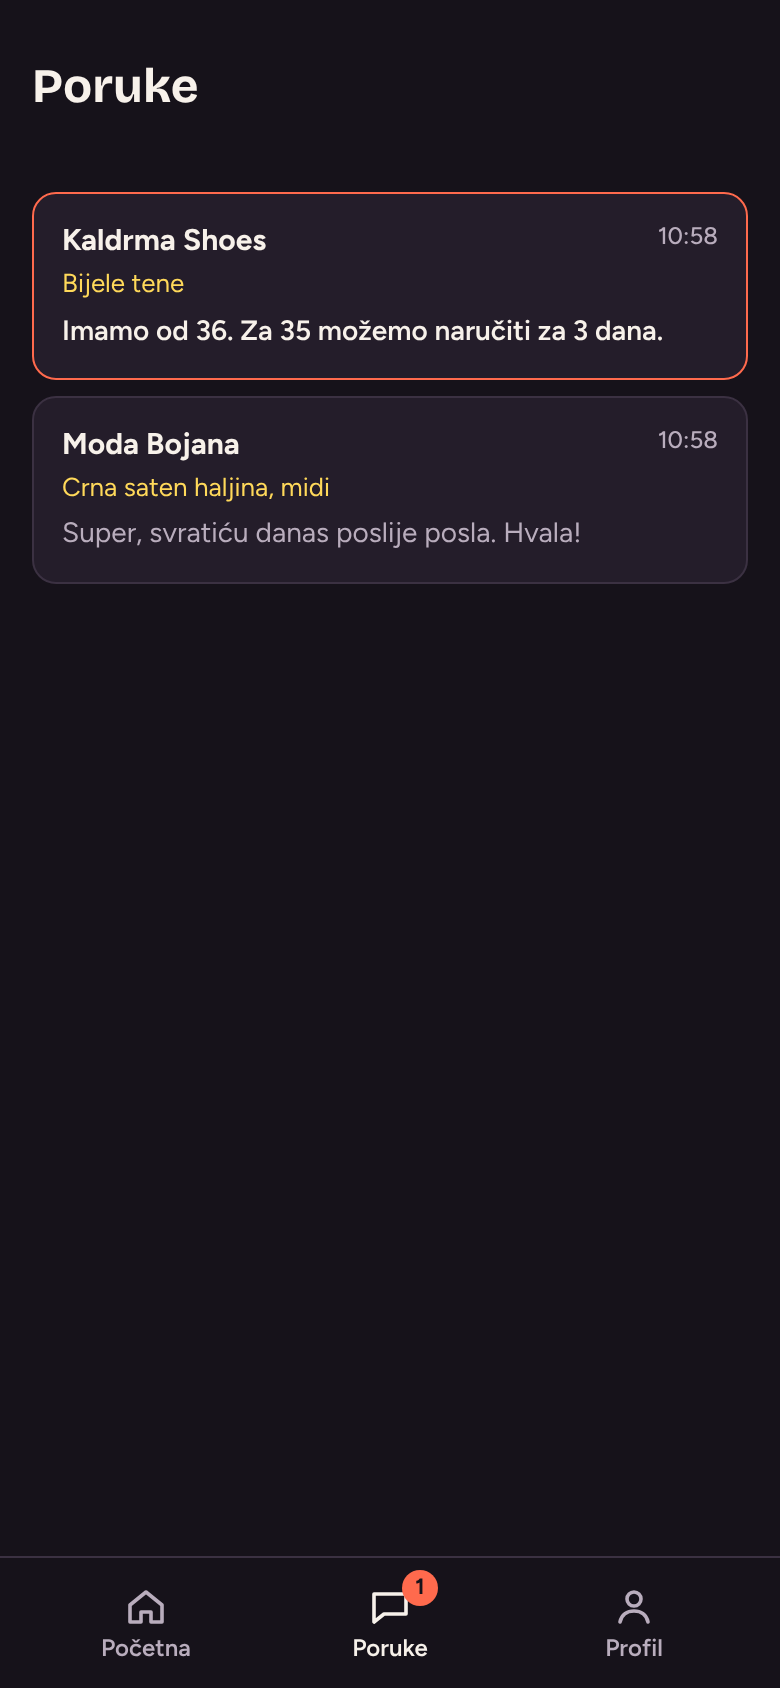 Poruke
Kaldrma Shoes
10:58
Bijele tene
Imamo od 36. Za 35 možemo naručiti za 3 dana.
Moda Bojana
10:58
Crna saten haljina, midi
Super, svratiću danas poslije posla. Hvala!
1
Početna
Poruke
Profil